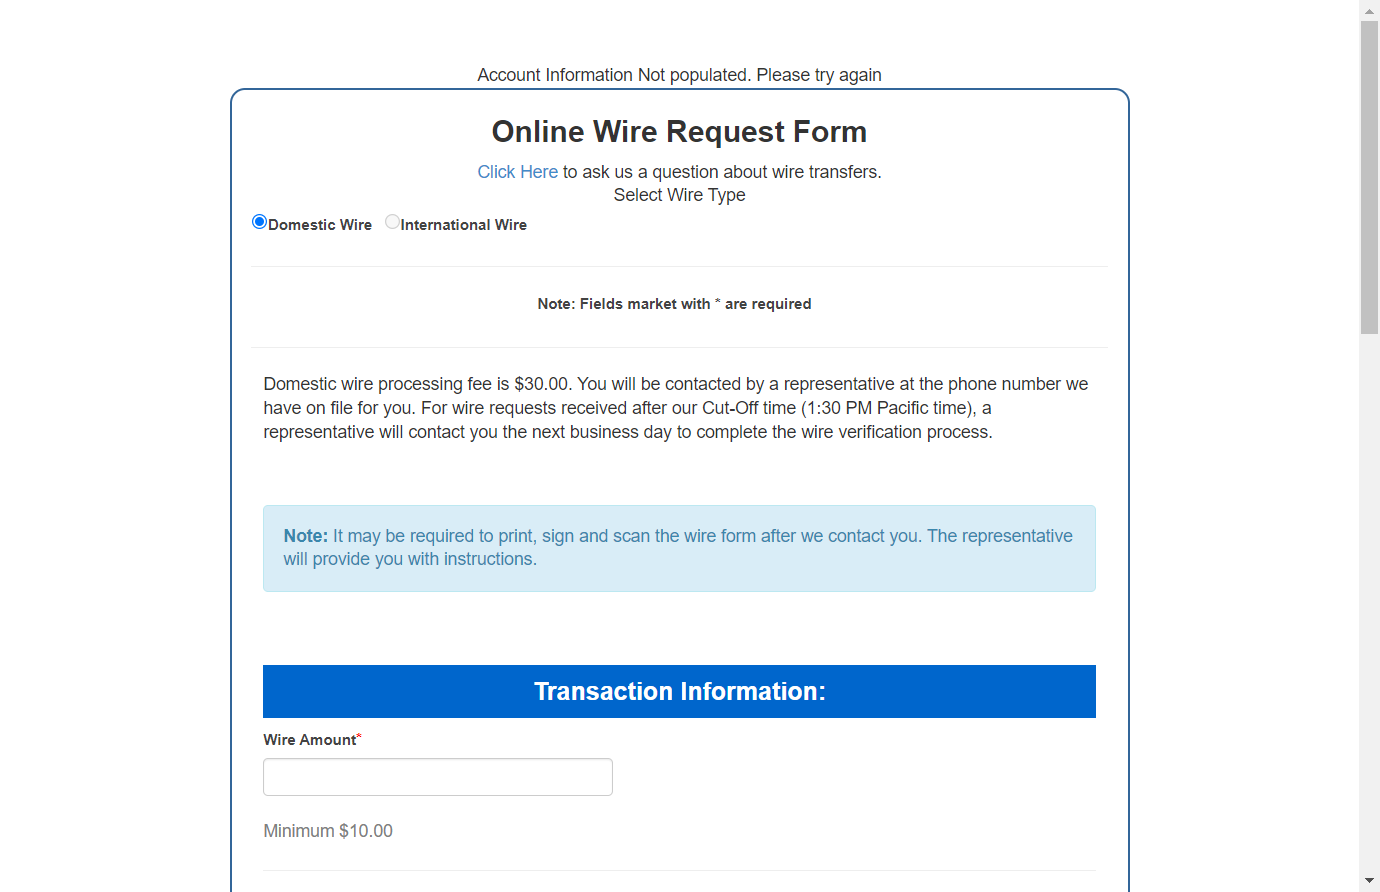 Account Information Not populated. Please try again
Online Wire Request Form
Click Here to ask us a question about wire transfers.
Select Wire Type
Domestic Wire International Wire
Note: Fields market with * are required
Domestic wire processing fee is $30.00. You will be contacted by a representative at the phone number we
have on file for you. For wire requests received after our Cut-Off time (1:30 PM Pacific time), a
representative will contact you the next business day to complete the wire verification process.
Note: It may be required to print, sign and scan the wire form after we contact you. The representative
will provide you with instructions.
Transaction Information:
Wire Amount*
Minimum $10.00